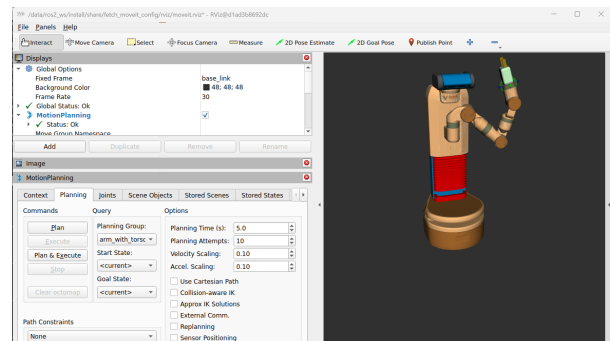 /data/ros2_ws/install/share/fetch_moveit_config/rviz/moveit.rviz* - RViz@d1ad3b8692dc
File Panels Help
Interact Move Camera Select Focus Camera Measure 2D Pose Estimate 2D Goal Pose Publish Point
Displays
Global Options
Fixed Frame base_link
Background Color 48; 48; 48
Frame Rate 30
Global Status: Ok
MotionPlanning
Status: Ok
Move Group Namespace
Add Duplicate Remove Rename
Image
MotionPlanning
Context Planning Joints Scene Objects Stored Scenes Stored States
Commands Query Options
Plan Planning Group: Planning Time (s): 5.0
Execute arm_with_torso Planning Attempts: 10
Plan & Execute Start State: Velocity Scaling: 0.10
Stop <current> Accel. Scaling: 0.10
Goal State: Use Cartesian Path
Clear octomap <current> Collision-aware IK
Approx IK Solutions
External Comm.
Path Constraints Replanning
None Sensor Positioning